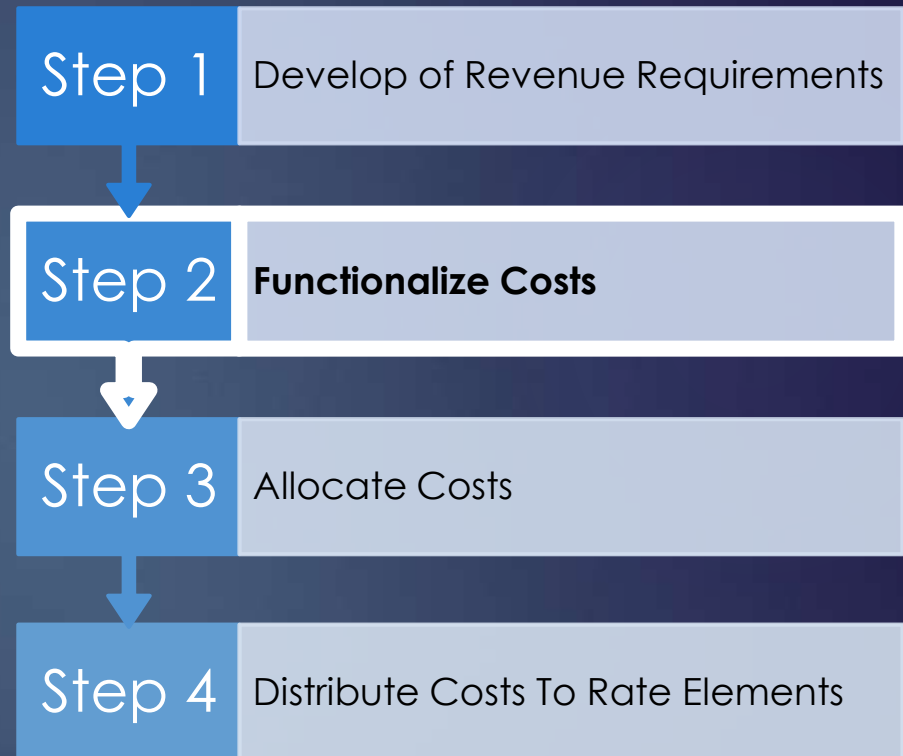 Step 1
Develop of Revenue Requirements
Step 2
Functionalize Costs
Step 3
Allocate Costs
Step 4
Distribute Costs To Rate Elements